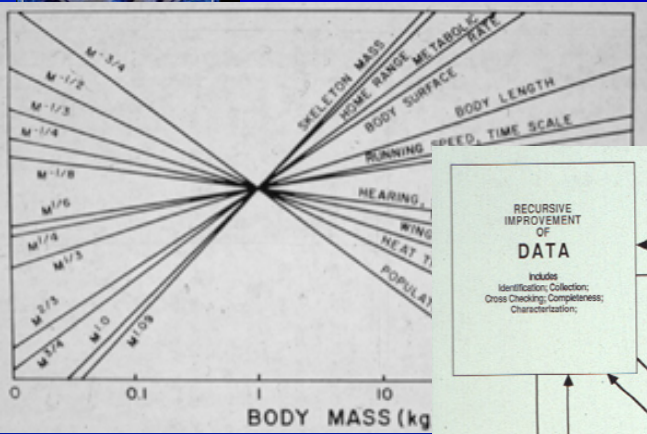 M-3/4
M-1/2
M-1/3
M-1/4
M-1/8
M1/6
M1/4
M1/3
M2/3
M3/4
M1.0
M1.09
SKELETON MASS
HOME RANGE
METABOLIC
RATE
BODY SURFACE
BODY LENGTH
RUNNING SPEED, TIME SCALE
HEARING,
WING
HEAT T
POPULAT
0
0.1
1
10
BODY MASS (kg
RECURSIVE
IMPROVEMENT
OF
DATA
Includes
Identification; Collection;
Cross Checking; Completeness;
Characterization;